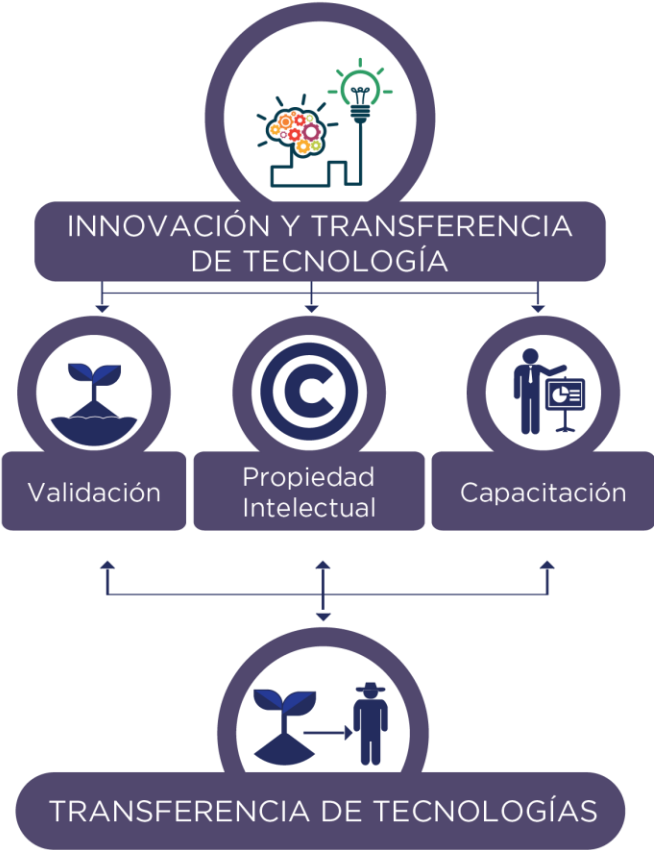 INNOVACIÓN Y TRANSFERENCIA
DE TECNOLOGÍA
Validación
Propiedad
Intelectual
Capacitación
TRANSFERENCIA DE TECNOLOGÍAS